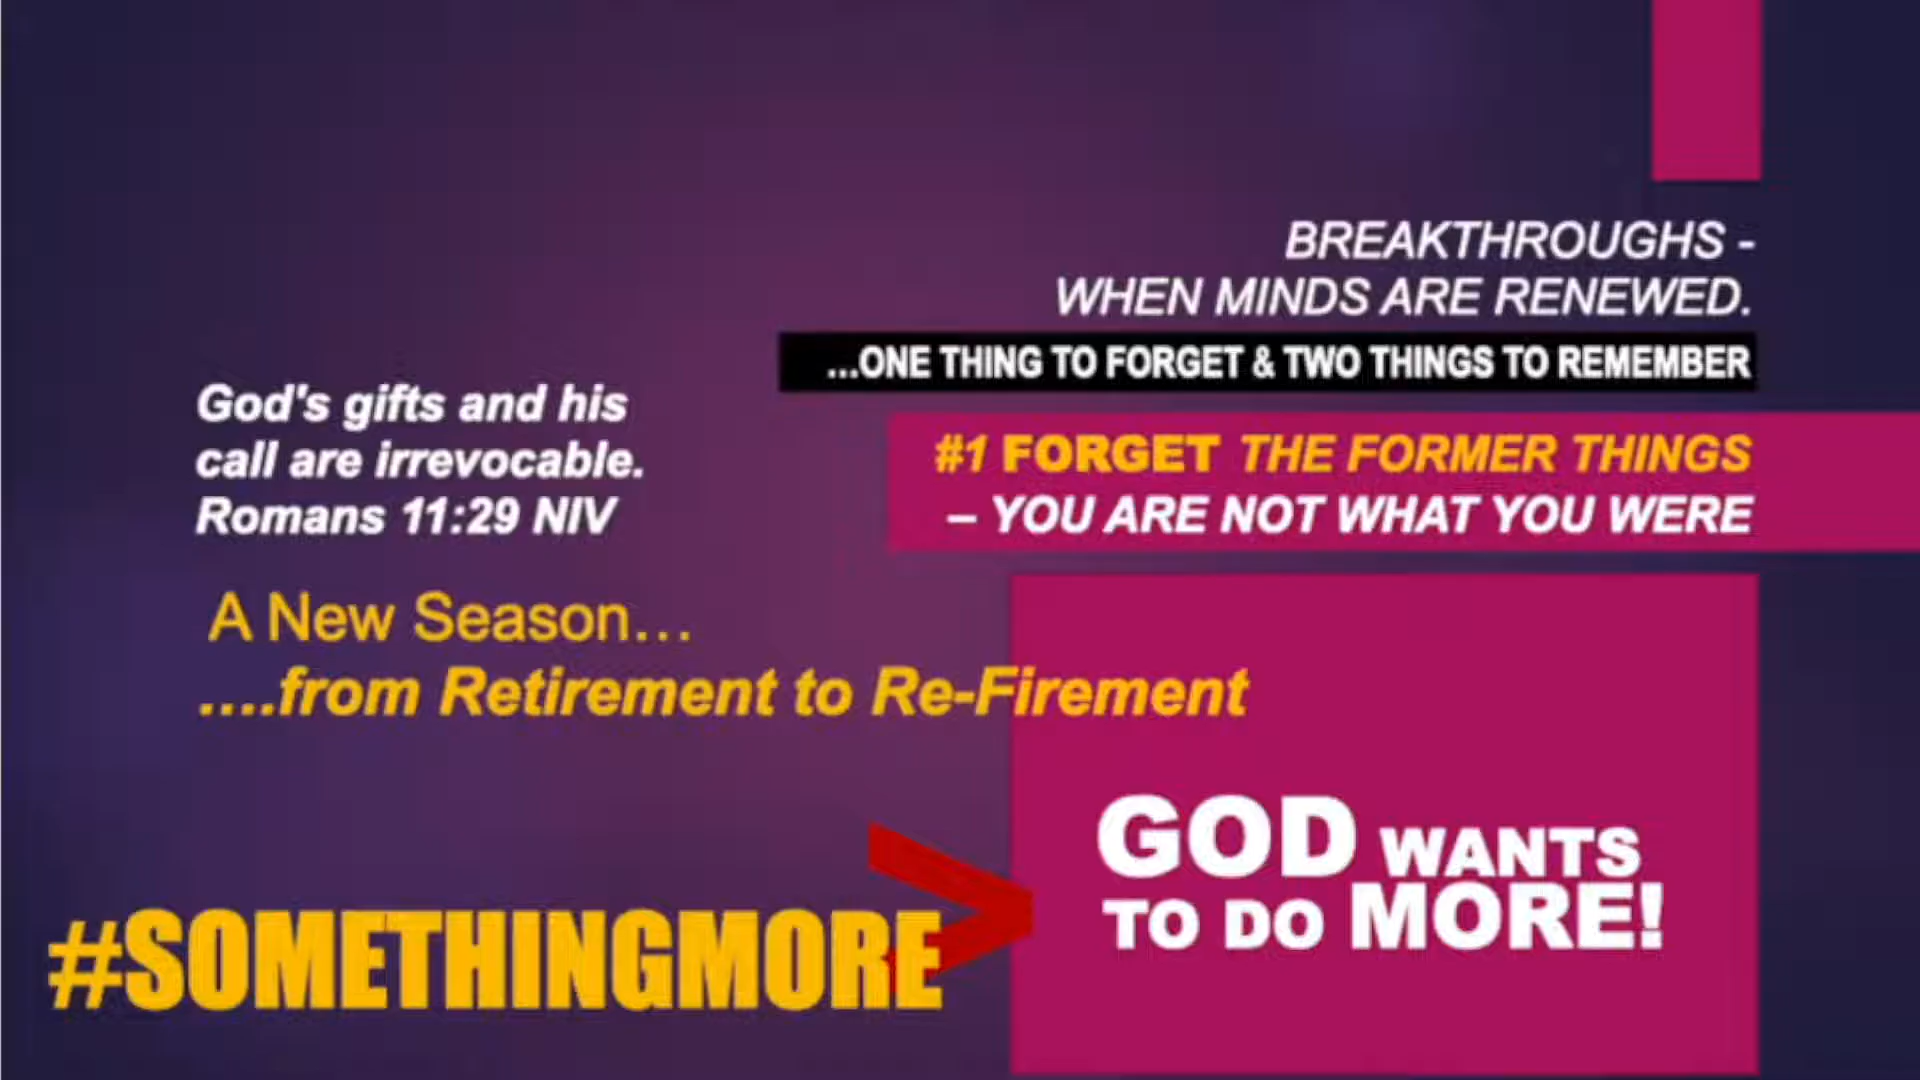 BREAKTHROUGHS -
WHEN MINDS ARE RENEWED.
...ONE THING TO FORGET & TWO THINGS TO REMEMBER
God's gifts and his
call are irrevocable.
Romans 11:29 NIV
#1 FORGET THE FORMER THINGS
– YOU ARE NOT WHAT YOU WERE
A New Season...
....from Retirement to Re-Firement
GOD WANTS
TO DO MORE!
>
#SOMETHINGMORE